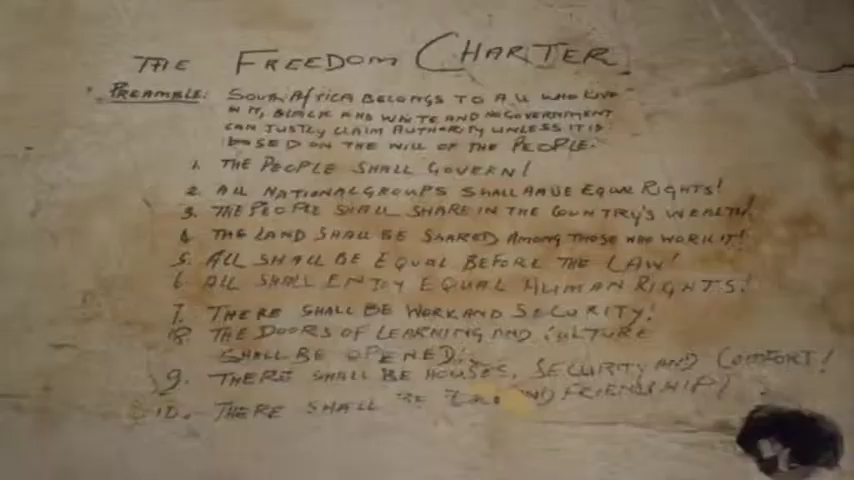 THE FREEDOM CHARTER.
PREAMBLE: SOUTH AFRICA BELONGS TO ALL WHO LIVE
IN IT, BLACK AND WHITE AND NO GOVERNMENT
CAN JUSTLY CLAIM AUTHORITY UNLESS IT IS
BASED ON THE WILL OF THE PEOPLE.
1. THE PEOPLE SHALL GOVERN!
2. ALL NATIONAL GROUPS SHALL HAVE EQUAL RIGHTS!
3. THE PEOPLE SHALL SHARE IN THE COUNTRY'S WEALTH!
4. THE LAND SHALL BE SHARED AMONG THOSE WHO WORK IT!
5. ALL SHALL BE EQUAL BEFORE THE LAW!
6. ALL SHALL ENJOY EQUAL HUMAN RIGHTS!
7. THERE SHALL BE WORK AND SECURITY!
8. THE DOORS OF LEARNING AND CULTURE
SHALL BE OPENED!
9. THERE SHALL BE HOUSES, SECURITY AND COMFORT!
10. THERE SHALL BE AND FRIENDSHIP!